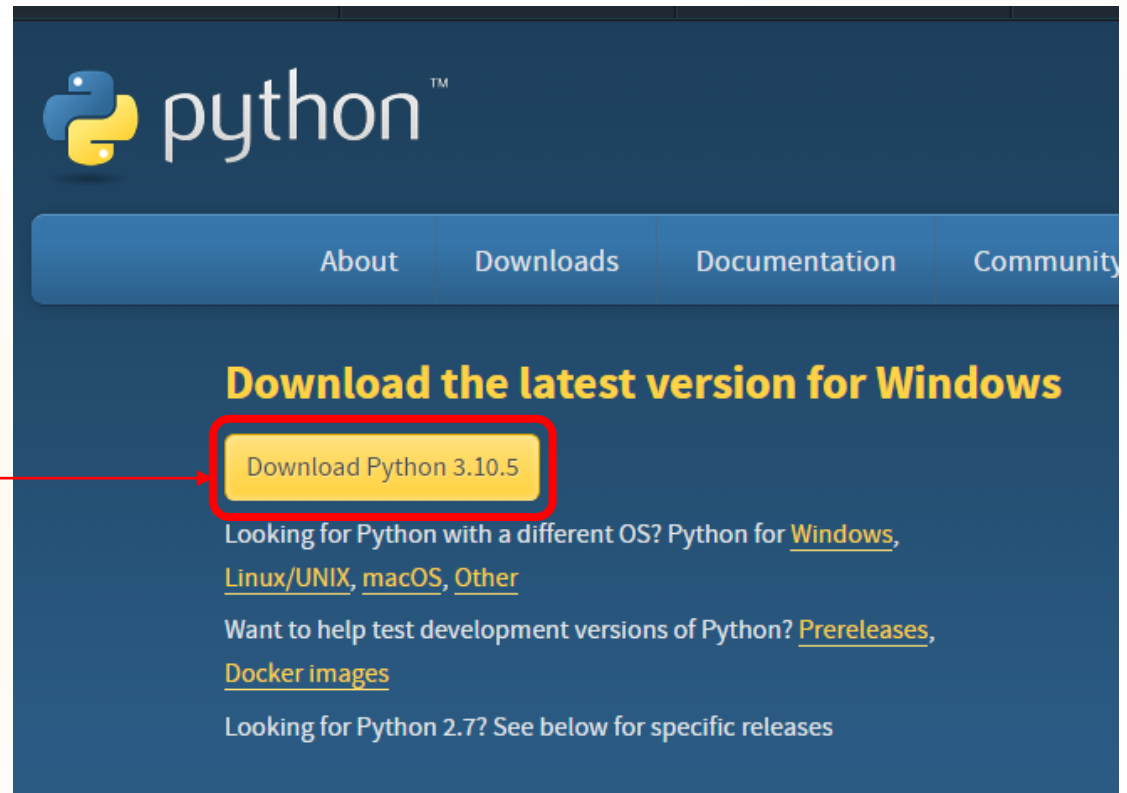 python™
About Downloads Documentation Community
Download the latest version for Windows
Download Python 3.10.5
Looking for Python with a different OS? Python for Windows,
Linux/UNIX, macOS, Other
Want to help test development versions of Python? Prereleases,
Docker images
Looking for Python 2.7? See below for specific releases